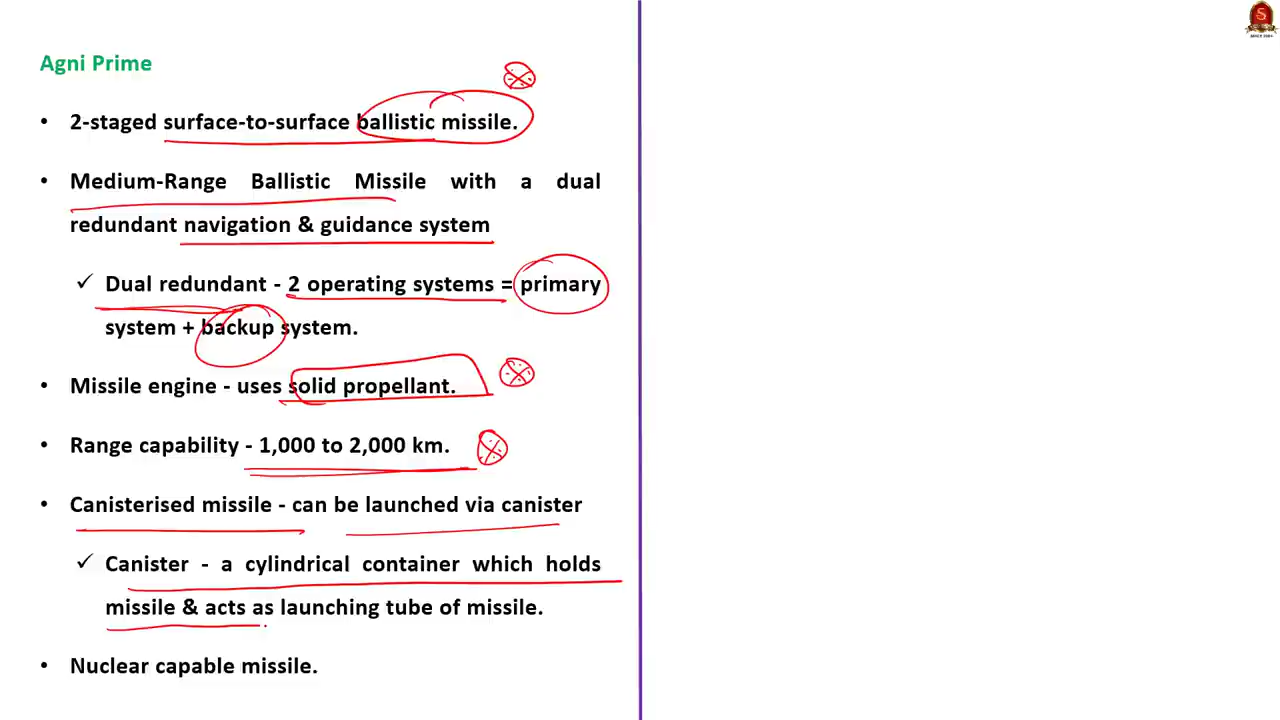 Agni Prime
• 2-staged surface-to-surface ballistic missile.
• Medium-Range Ballistic Missile with a dual
redundant navigation & guidance system
✓ Dual redundant - 2 operating systems = primary
system + backup system.
• Missile engine - uses solid propellant.
• Range capability - 1,000 to 2,000 km.
• Canisterised missile - can be launched via canister
✓ Canister - a cylindrical container which holds
missile & acts as launching tube of missile.
• Nuclear capable missile.
S